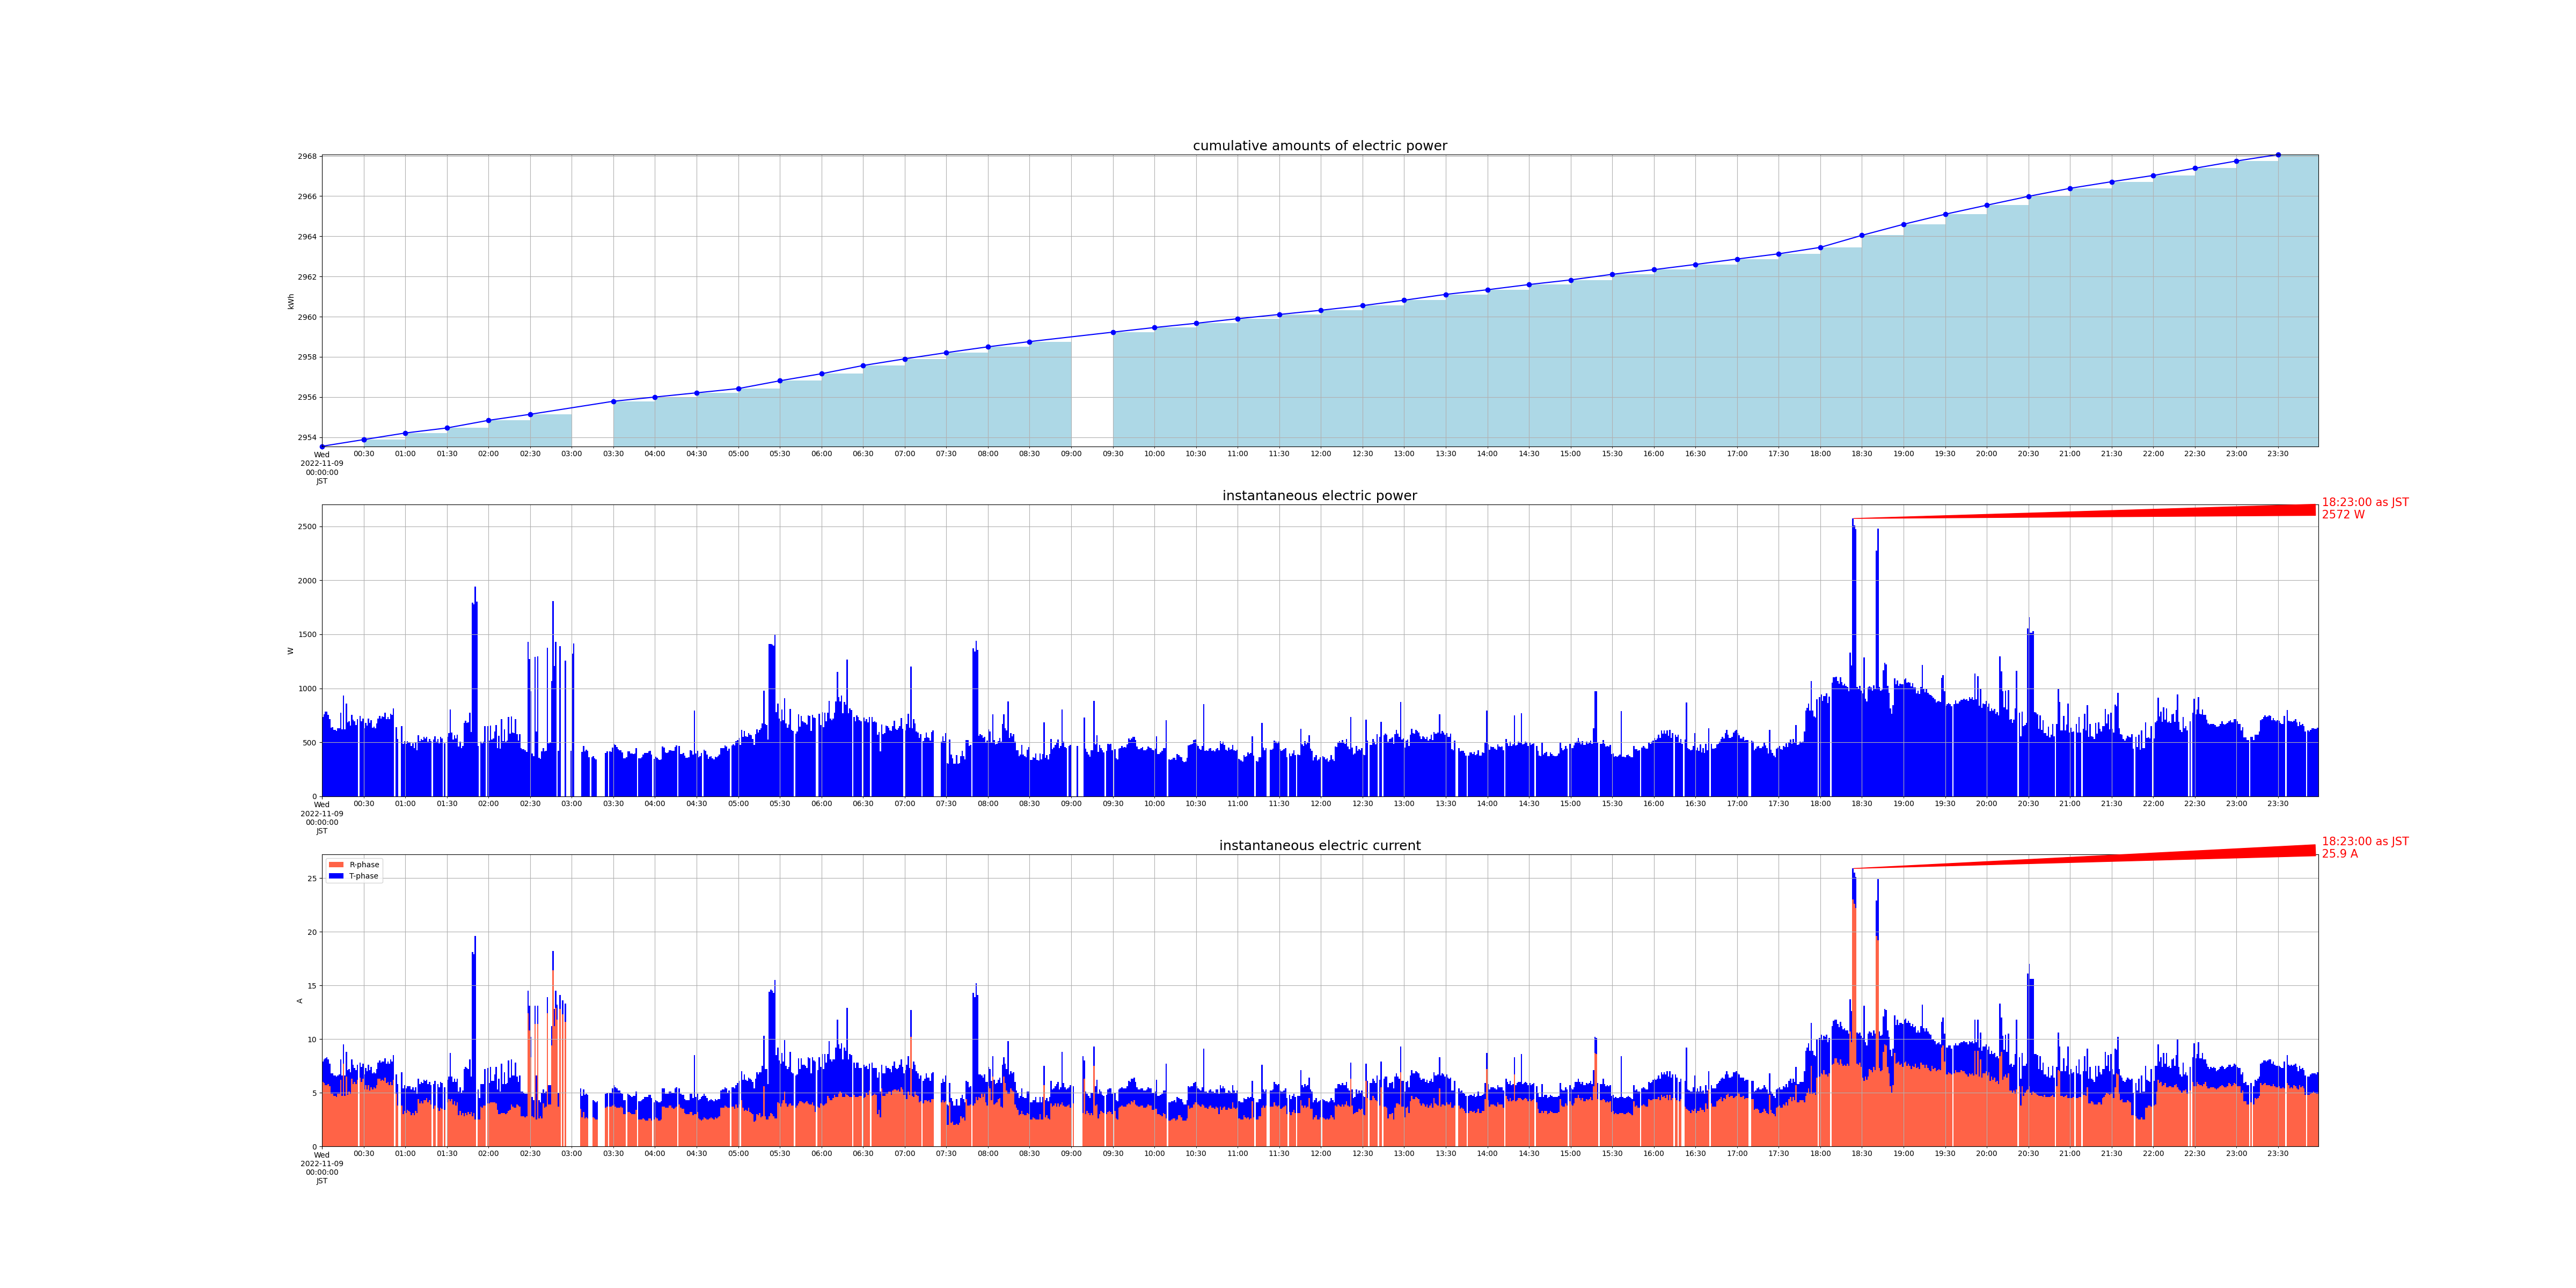 cumulative amounts of electric power
2968
2966
2964
2962
2960
2958
2956
2954
kWh
Wed
2022-11-09
00:00:00
JST
00:30 01:00 01:30 02:00 02:30 03:00 03:30 04:00 04:30 05:00 05:30 06:00 06:30 07:00 07:30 08:00 08:30 09:00 09:30 10:00 10:30 11:00 11:30 12:00 12:30 13:00 13:30 14:00 14:30 15:00 15:30 16:00 16:30 17:00 17:30 18:00 18:30 19:00 19:30 20:00 20:30 21:00 21:30 22:00 22:30 23:00 23:30
instantaneous electric power
18:23:00 as JST
2572 W
2500
2000
1500
1000
500
0
W
Wed
2022-11-09
00:00:00
JST
00:30 01:00 01:30 02:00 02:30 03:00 03:30 04:00 04:30 05:00 05:30 06:00 06:30 07:00 07:30 08:00 08:30 09:00 09:30 10:00 10:30 11:00 11:30 12:00 12:30 13:00 13:30 14:00 14:30 15:00 15:30 16:00 16:30 17:00 17:30 18:00 18:30 19:00 19:30 20:00 20:30 21:00 21:30 22:00 22:30 23:00 23:30
instantaneous electric current
18:23:00 as JST
25.9 A
R-phase
T-phase
25
20
15
10
5
0
A
Wed
2022-11-09
00:00:00
JST
00:30 01:00 01:30 02:00 02:30 03:00 03:30 04:00 04:30 05:00 05:30 06:00 06:30 07:00 07:30 08:00 08:30 09:00 09:30 10:00 10:30 11:00 11:30 12:00 12:30 13:00 13:30 14:00 14:30 15:00 15:30 16:00 16:30 17:00 17:30 18:00 18:30 19:00 19:30 20:00 20:30 21:00 21:30 22:00 22:30 23:00 23:30